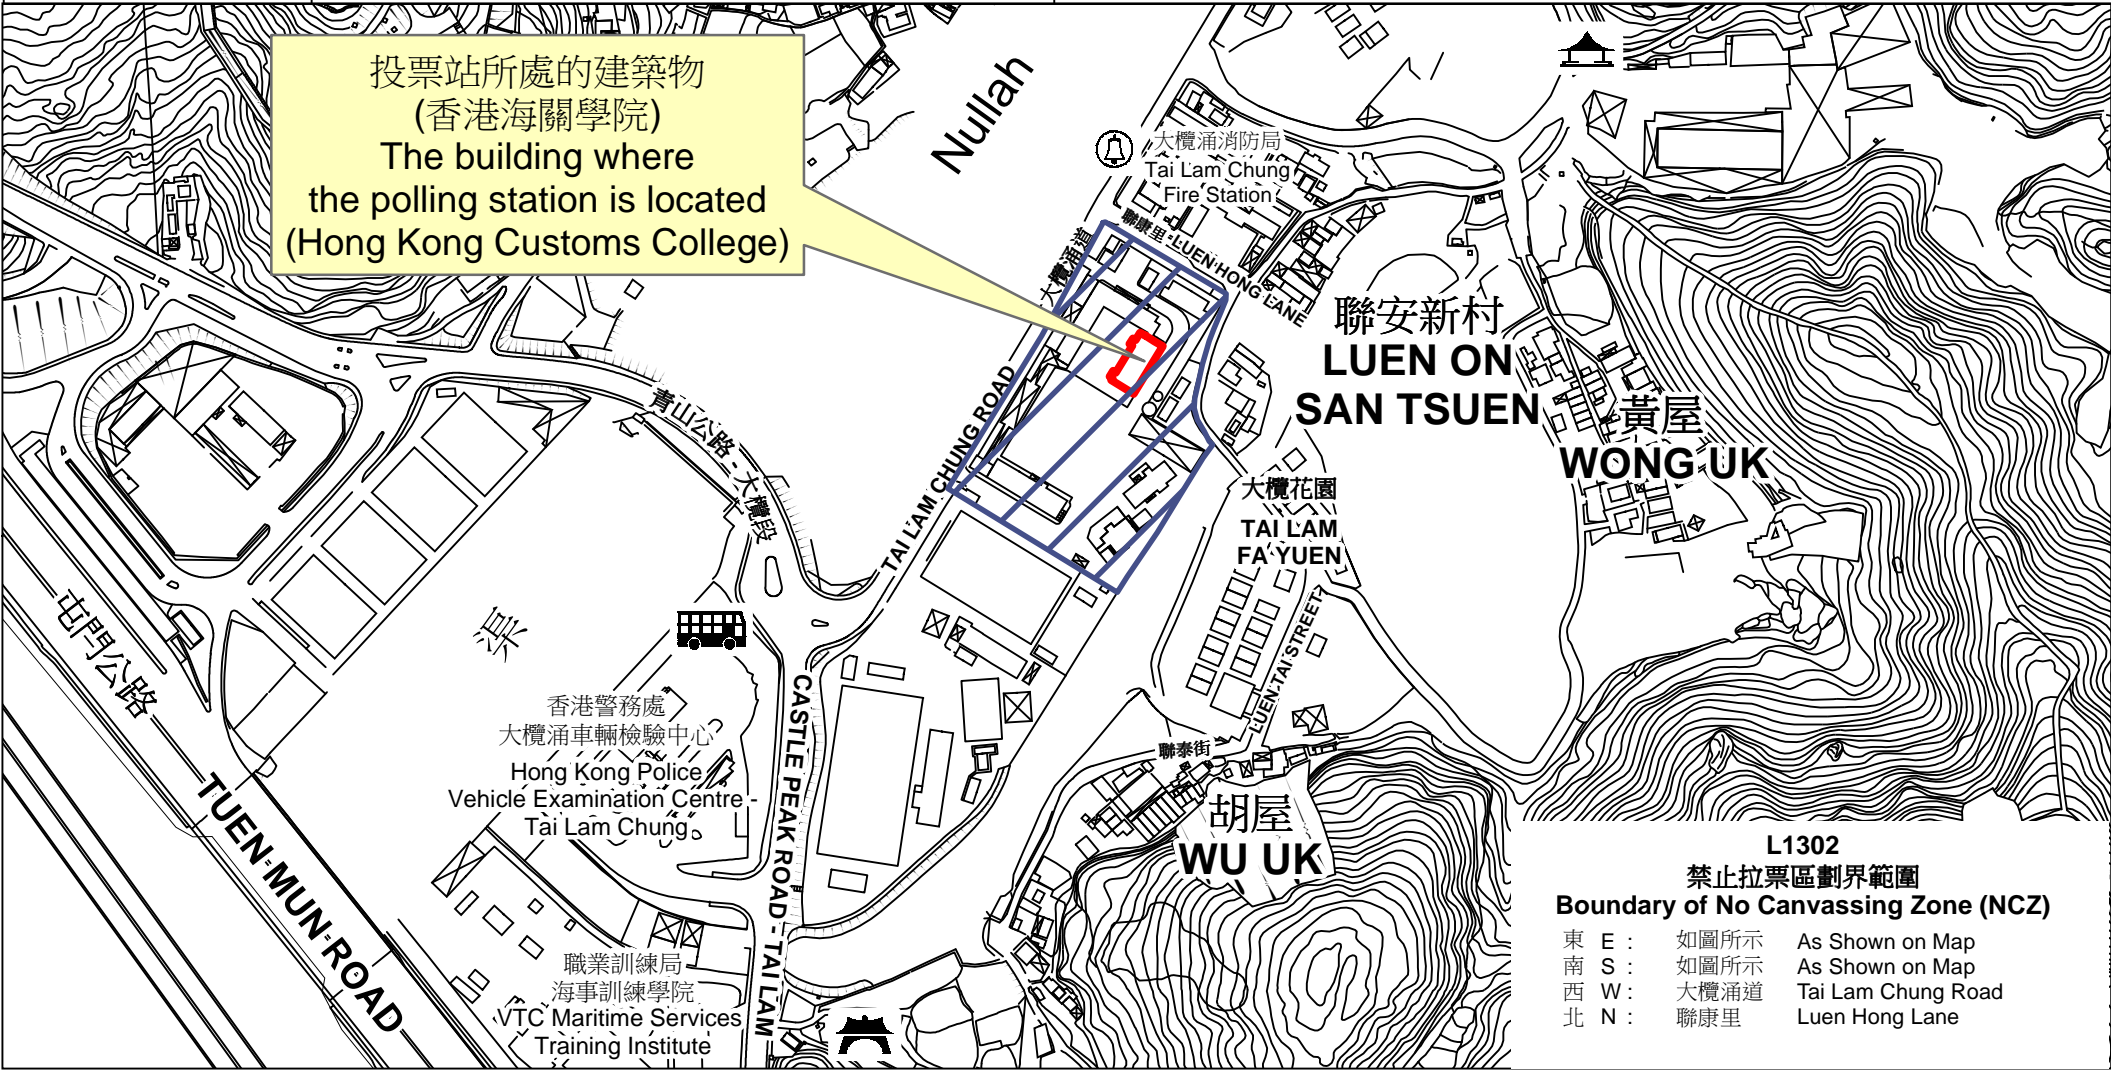 投票站所處的建築物
(香港海關學院)
The building where
the polling station is located
(Hong Kong Customs College)
Nullah
大欖涌消防局
Tai Lam Chung
Fire Station
聯康里 - LUEN HONG LANE
大欖涌道
TAI LAM CHUNG ROAD
聯安新村
LUEN ON
SAN TSUEN
黃屋
WONG UK
青山公路 - 大欖段
大欖花園
TAI LAM
FA YUEN
LUEN TAI STREET
聯泰街
渠
屯門公路
TUEN MUN ROAD
香港警務處
大欖涌車輛檢驗中心
Hong Kong Police
Vehicle Examination Centre -
Tai Lam Chung
CASTLE PEAK ROAD - TAI LAM
胡屋
WU UK
職業訓練局
海事訓練學院
VTC Maritime Services
Training Institute
L1302
禁止拉票區劃界範圍
Boundary of No Canvassing Zone (NCZ)
東 E : 如圖所示 As Shown on Map
南 S : 如圖所示 As Shown on Map
西 W : 大欖涌道 Tai Lam Chung Road
北 N : 聯康里 Luen Hong Lane